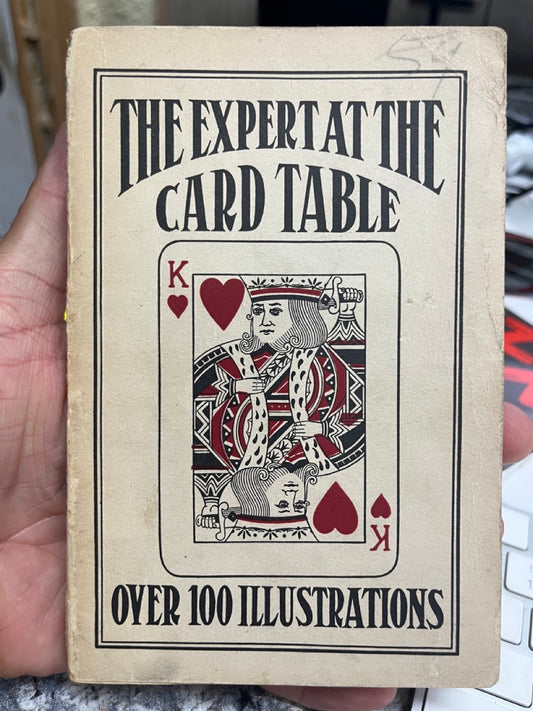 THE EXPERT AT THE
CARD TABLE
K
K
OVER 100 ILLUSTRATIONS